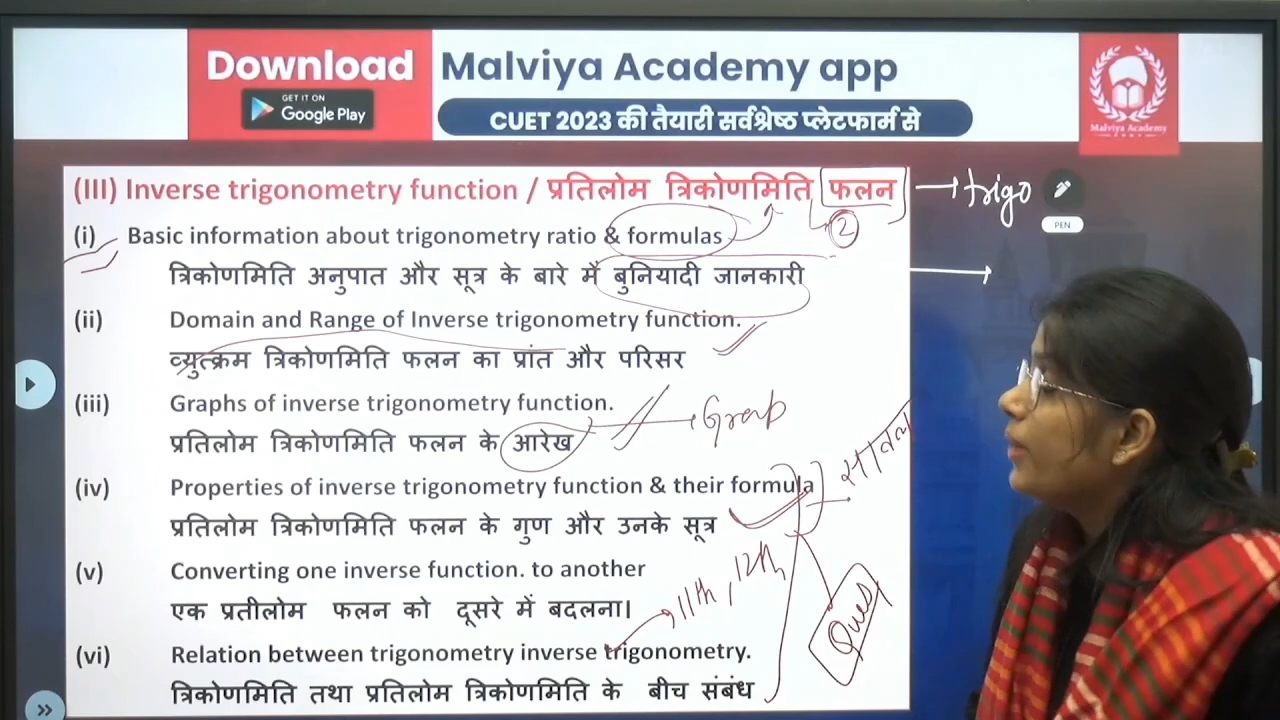 Download Malviya Academy app
GET IT ON
Google Play
CUET 2023 की तैयारी सर्वश्रेष्ठ प्लेटफार्म से
Malviya Academy
(III) Inverse trigonometry function / प्रतिलोम त्रिकोणमिति फलन → trigo
PEN
(i) Basic information about trigonometry ratio & formulas
②
त्रिकोणमिति अनुपात और सूत्र के बारे में बुनियादी जानकारी
(ii) Domain and Range of Inverse trigonometry function.
व्युत्क्रम त्रिकोणमिति फलन का प्रांत और परिसर
(iii) Graphs of inverse trigonometry function.
प्रतिलोम त्रिकोणमिति फलन के आरेख
(iv) Properties of inverse trigonometry function & their formula
प्रतिलोम त्रिकोणमिति फलन के गुण और उनके सूत्र
(v) Converting one inverse function. to another
एक प्रतीलोम फलन को दूसरे में बदलना।
11th, 12th
Ques
(vi) Relation between trigonometry inverse trigonometry.
त्रिकोणमिति तथा प्रतिलोम त्रिकोणमिति के बीच संबंध